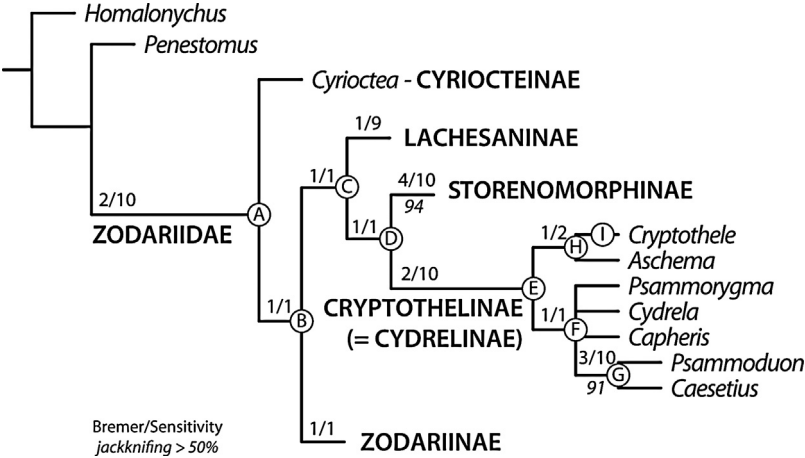 Homalonychus
Penestomus
Cyrioctea - CYRIOCTEINAE
1/9
LACHESANINAE
1/1
C
4/10
STORENOMORPHINAE
94
2/10
A
ZODARIIDAE
1/1
D
1/2
H
I
Cryptothele
Aschema
2/10
E
Psammorygma
CRYPTOTHELINAE
(= CYDRELINAE)
1/1
B
1/1
F
Cydrela
Capheris
3/10
G
91
Psammoduon
Caesetius
Bremer/Sensitivity
jackknifing > 50%
1/1
ZODARIINAE